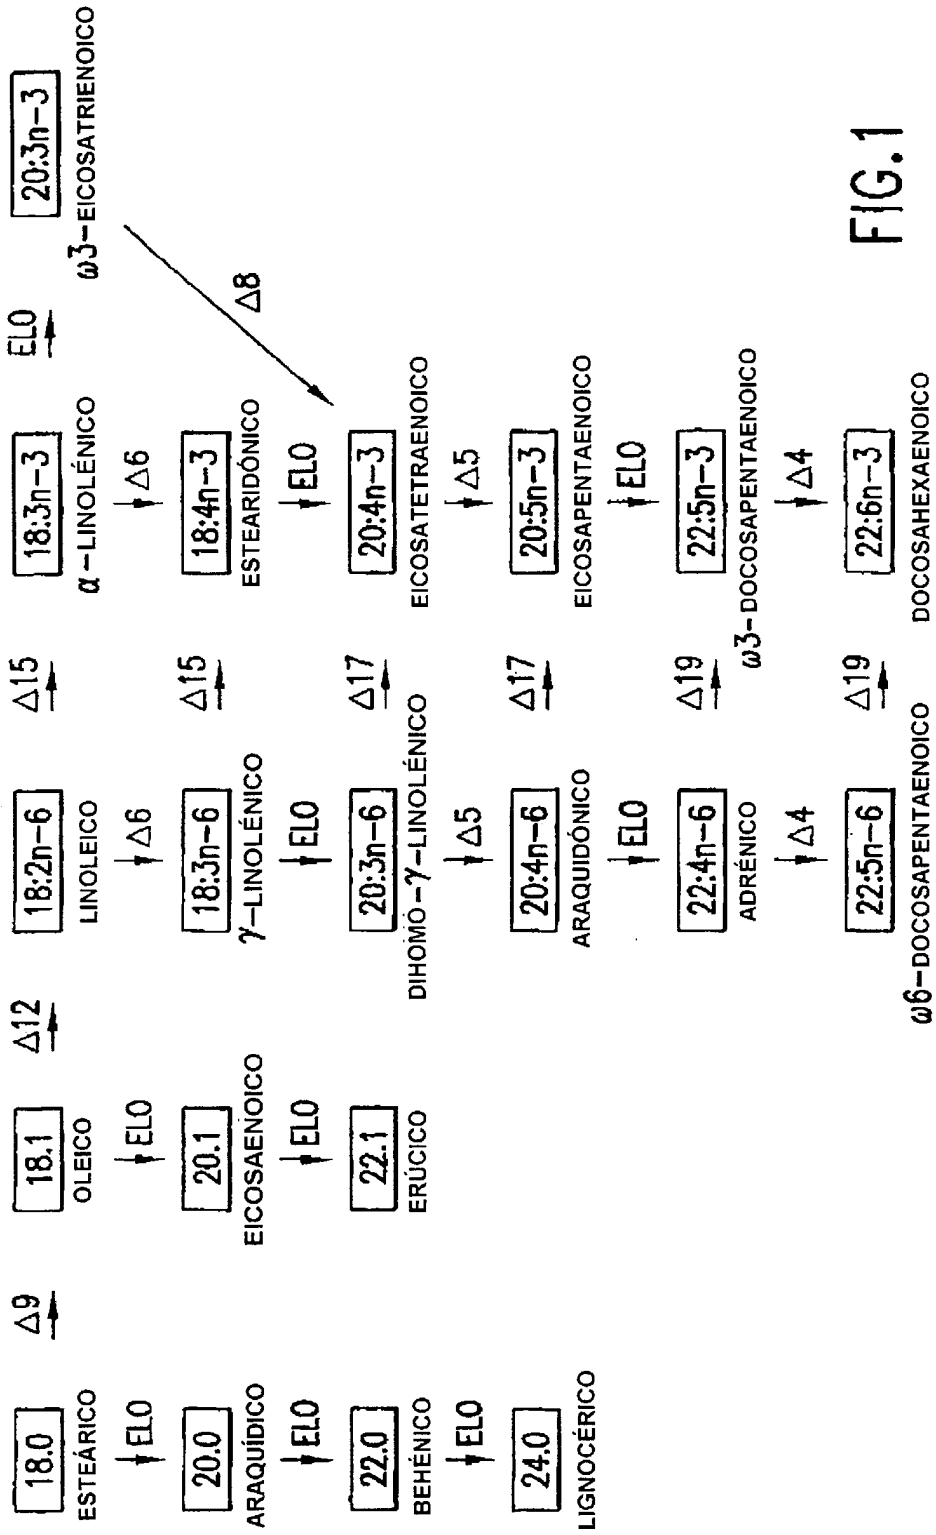 18.0
ESTEÁRICO
Δ9
18.1
OLEICO
Δ12
18:2n-6
LINOLEICO
Δ15
18:3n-3
α-LINOLÉNICO
ELO
20:3n-3
ω3-EICOSATRIENOICO
ELO
ELO
Δ6
Δ6
Δ8
20.0
ARAQUÍDICO
20.1
EICOSAENOICO
18:3n-6
γ-LINOLÉNICO
Δ15
18:4n-3
ESTEARIDÓNICO
ELO
ELO
ELO
ELO
22.0
BEHÉNICO
22.1
ERÚCICO
20:3n-6
DIHOMO-γ-LINOLÉNICO
Δ17
20:4n-3
EICOSATETRAENOICO
ELO
Δ5
Δ5
24.0
LIGNOCÉRICO
20:4n-6
ARAQUIDÓNICO
Δ17
20:5n-3
EICOSAPENTAENOICO
ELO
ELO
22:4n-6
ADRÉNICO
Δ19
22:5n-3
ω3-DOCOSAPENTAENOICO
Δ4
Δ4
22:5n-6
ω6-DOCOSAPENTAENOICO
Δ19
22:6n-3
DOCOSAHEXAENOICO
FIG.1